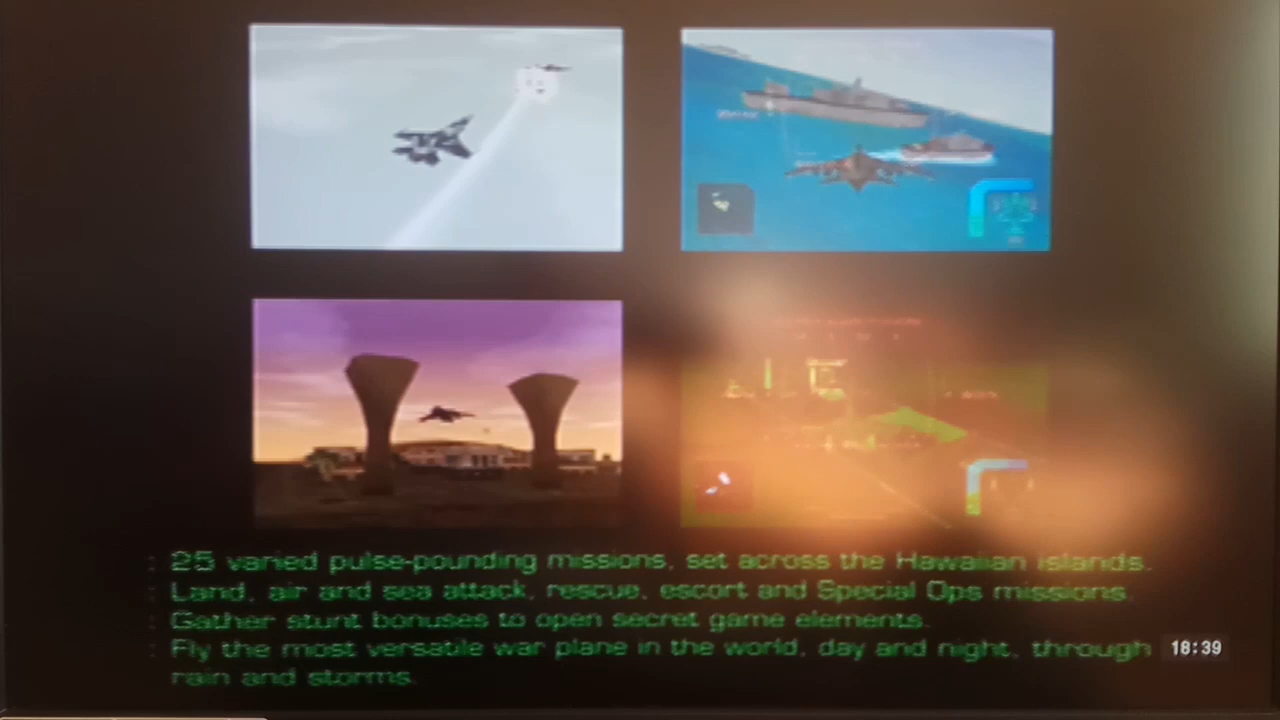 25 varied pulse-pounding missions, set across the Hawaiian islands.
Land, air and sea attack, rescue, escort and Special Ops missions.
Gather stunt bonuses to open secret game elements.
Fly the most versatile war plane in the world, day and night, through
18:39
rain and storms.